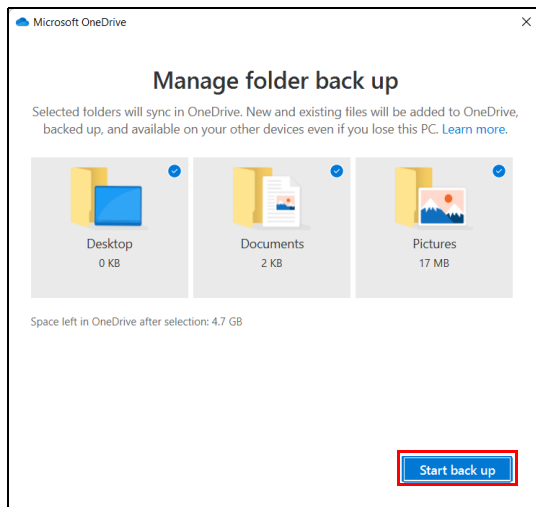 Microsoft OneDrive
Manage folder back up
Selected folders will sync in OneDrive. New and existing files will be added to OneDrive,
backed up, and available on your other devices even if you lose this PC. Learn more.
Desktop
0 KB
Documents
2 KB
Pictures
17 MB
Space left in OneDrive after selection: 4.7 GB
Start back up